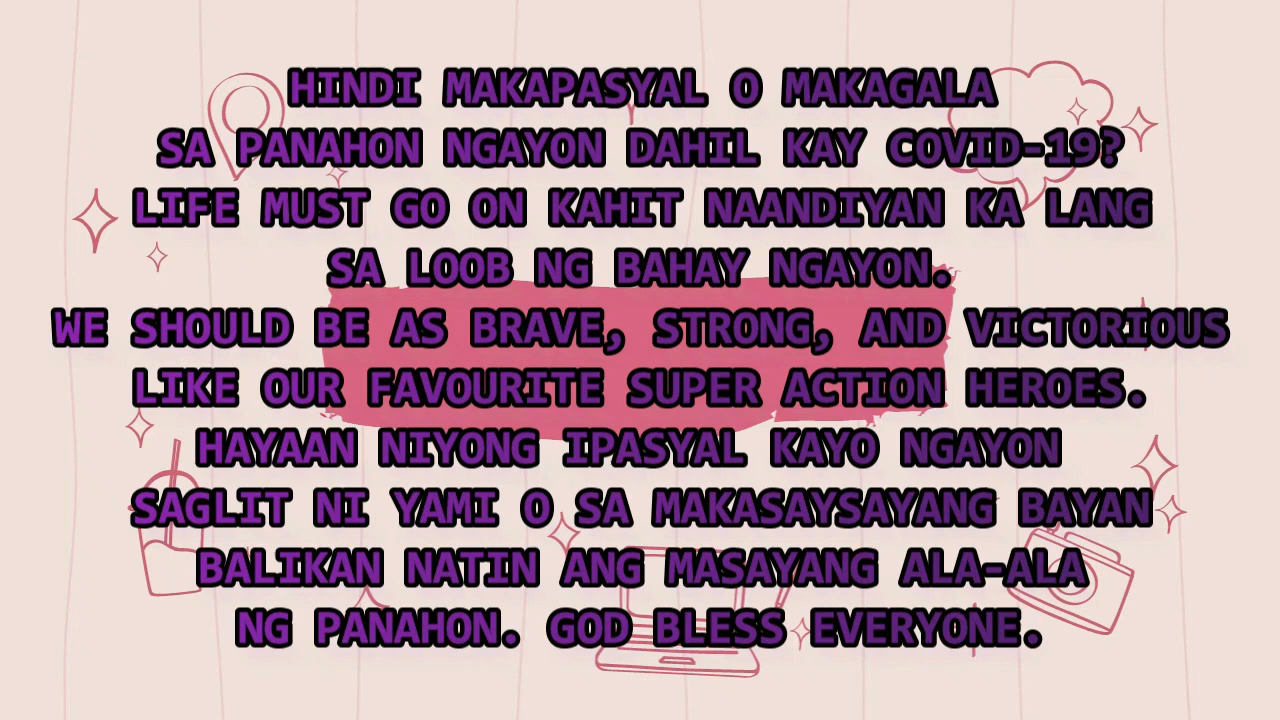 HINDI MAKAPASYAL O MAKAGALA
SA PANAHON NGAYON DAHIL KAY COVID-19?
LIFE MUST GO ON KAHIT NAANDIYAN KA LANG
SA LOOB NG BAHAY NGAYON.
WE SHOULD BE AS BRAVE, STRONG, AND VICTORIOUS
LIKE OUR FAVOURITE SUPER ACTION HEROES.
HAYAAN NIYONG IPASYAL KAYO NGAYON
SAGLIT NI YAMI O SA MAKASAYSAYANG BAYAN
BALIKAN NATIN ANG MASAYANG ALA-ALA
NG PANAHON. GOD BLESS EVERYONE.